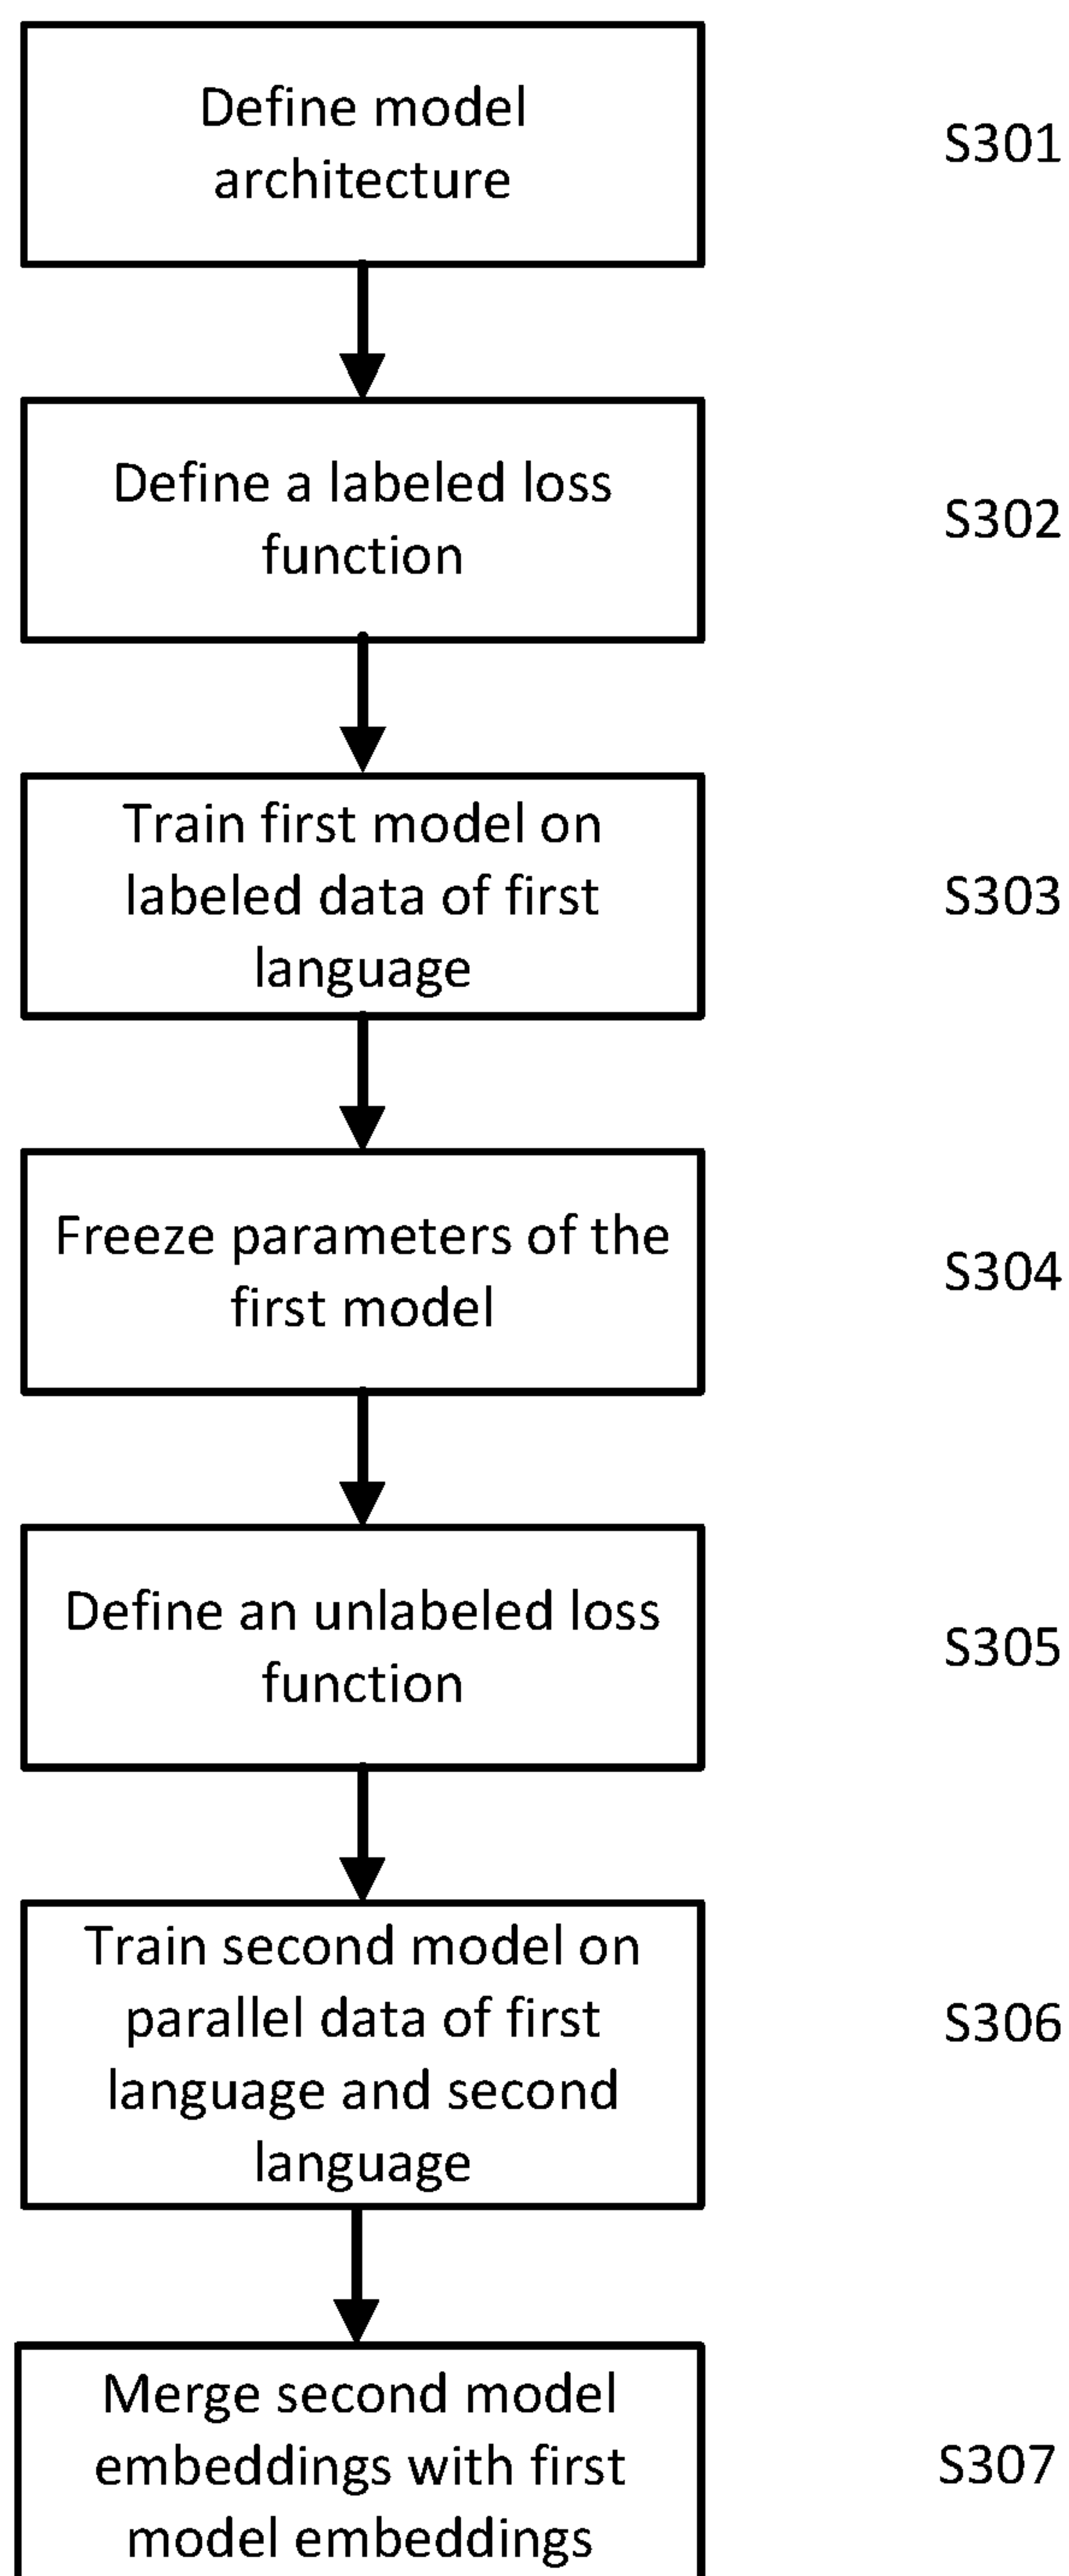 Define model
architecture
S301
Define a labeled loss
function
S302
Train first model on
labeled data of first
language
S303
Freeze parameters of the
first model
S304
Define an unlabeled loss
function
S305
Train second model on
parallel data of first
language and second
language
S306
Merge second model
embeddings with first
model embeddings
S307